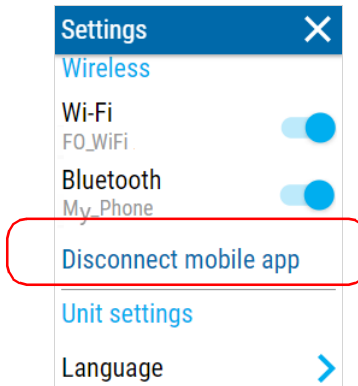 Settings
Wireless
Wi-Fi
FO_WiFi
Bluetooth
My_Phone
Disconnect mobile app
Unit settings
Language